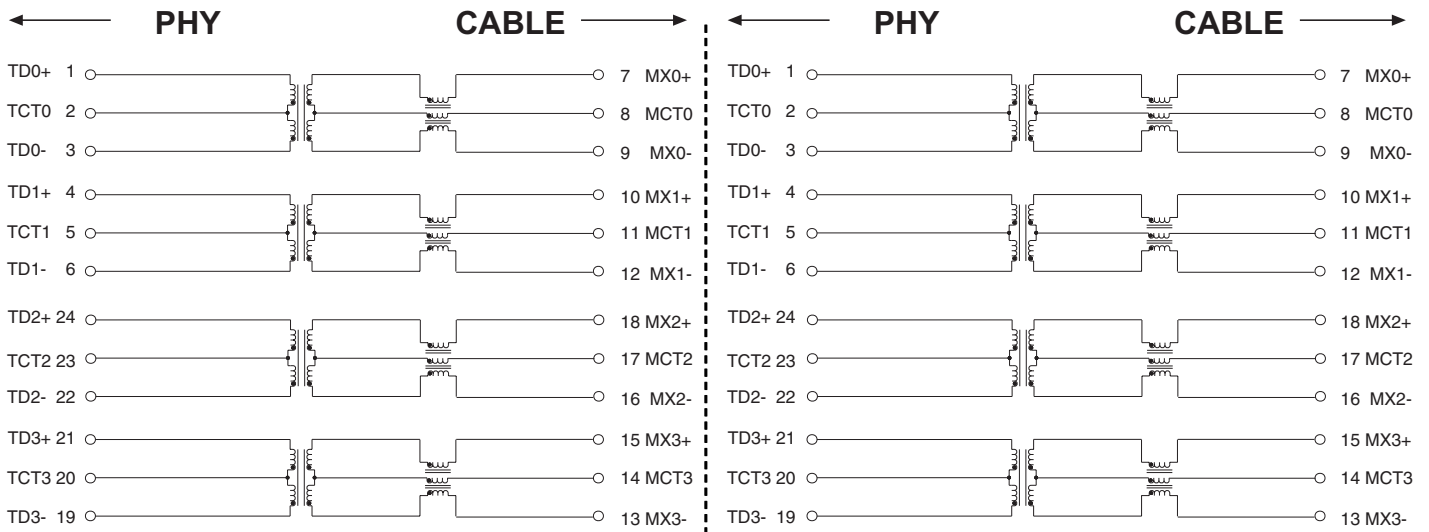 PHY CABLE
TD0+ 1 7 MX0+
TCT0 2 8 MCT0
TD0- 3 9 MX0-
TD1+ 4 10 MX1+
TCT1 5 11 MCT1
TD1- 6 12 MX1-
TD2+ 24 18 MX2+
TCT2 23 17 MCT2
TD2- 22 16 MX2-
TD3+ 21 15 MX3+
TCT3 20 14 MCT3
TD3- 19 13 MX3-
PHY CABLE
TD0+ 1 7 MX0+
TCT0 2 8 MCT0
TD0- 3 9 MX0-
TD1+ 4 10 MX1+
TCT1 5 11 MCT1
TD1- 6 12 MX1-
TD2+ 24 18 MX2+
TCT2 23 17 MCT2
TD2- 22 16 MX2-
TD3+ 21 15 MX3+
TCT3 20 14 MCT3
TD3- 19 13 MX3-